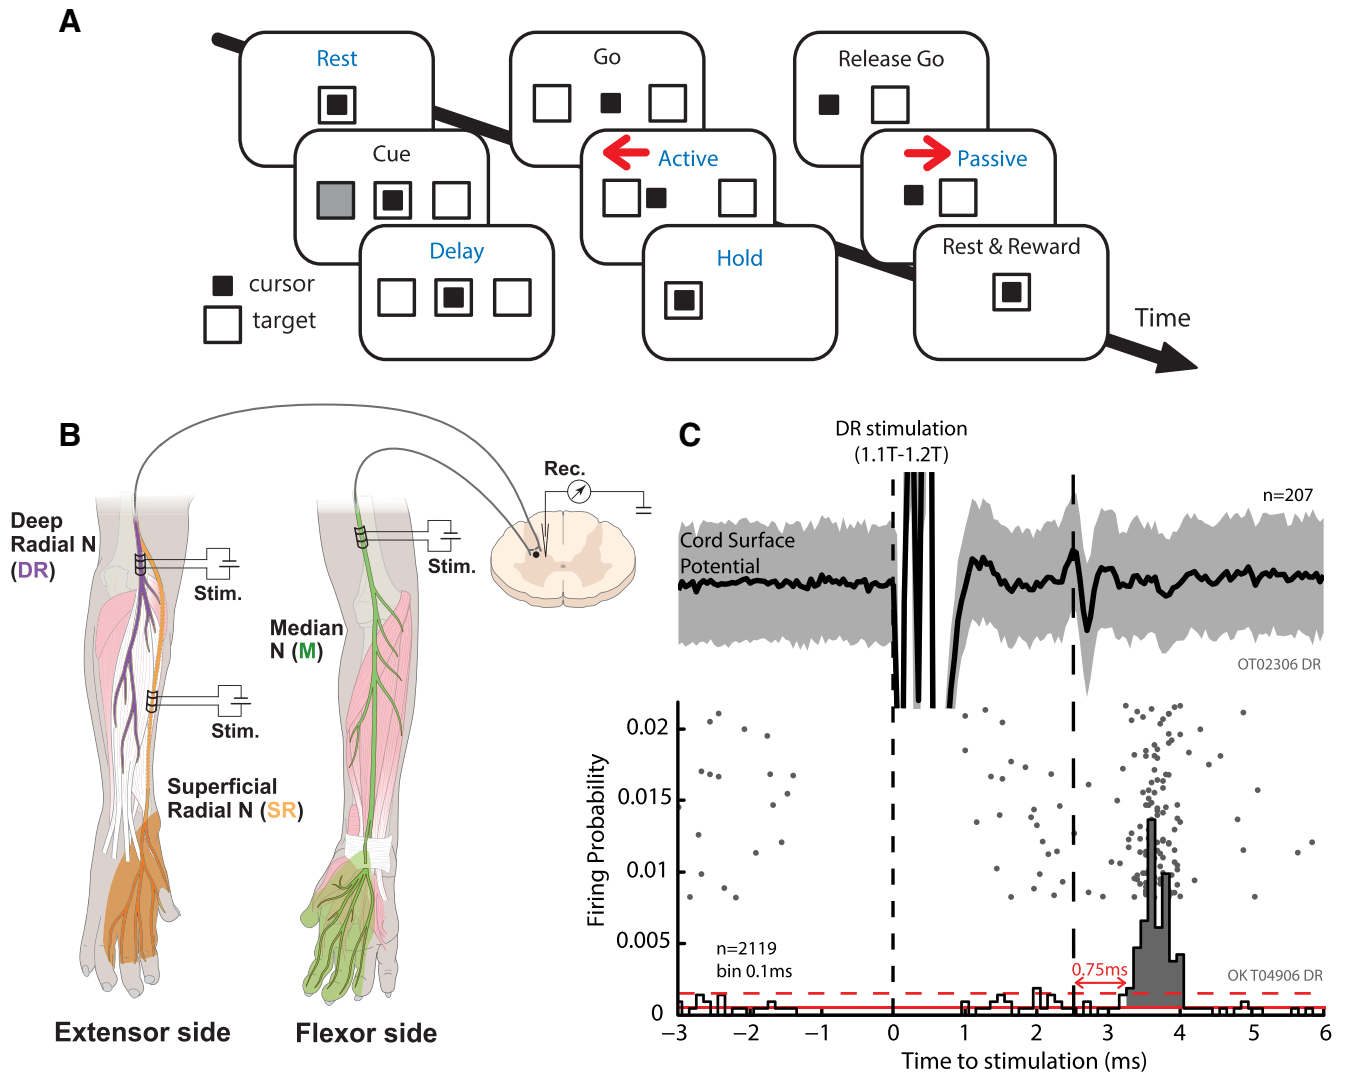 A
Rest
Go
Release Go
Cue
Active
Passive
Delay
Hold
Rest & Reward
cursor
target
Time
B
Rec.
Deep
Radial N
(DR)
Stim.
Stim.
Median
N (M)
Stim.
Superficial
Radial N (SR)
Extensor side
Flexor side
C
DR stimulation
(1.1T-1.2T)
n=207
Cord Surface
Potential
OT02306 DR
Firing Probability
0.02
0.015
0.01
0.005
0
n=2119
bin 0.1ms
0.75ms
OKT04906 DR
−3 −2 −1 0 1 2 3 4 5 6
Time to stimulation (ms)